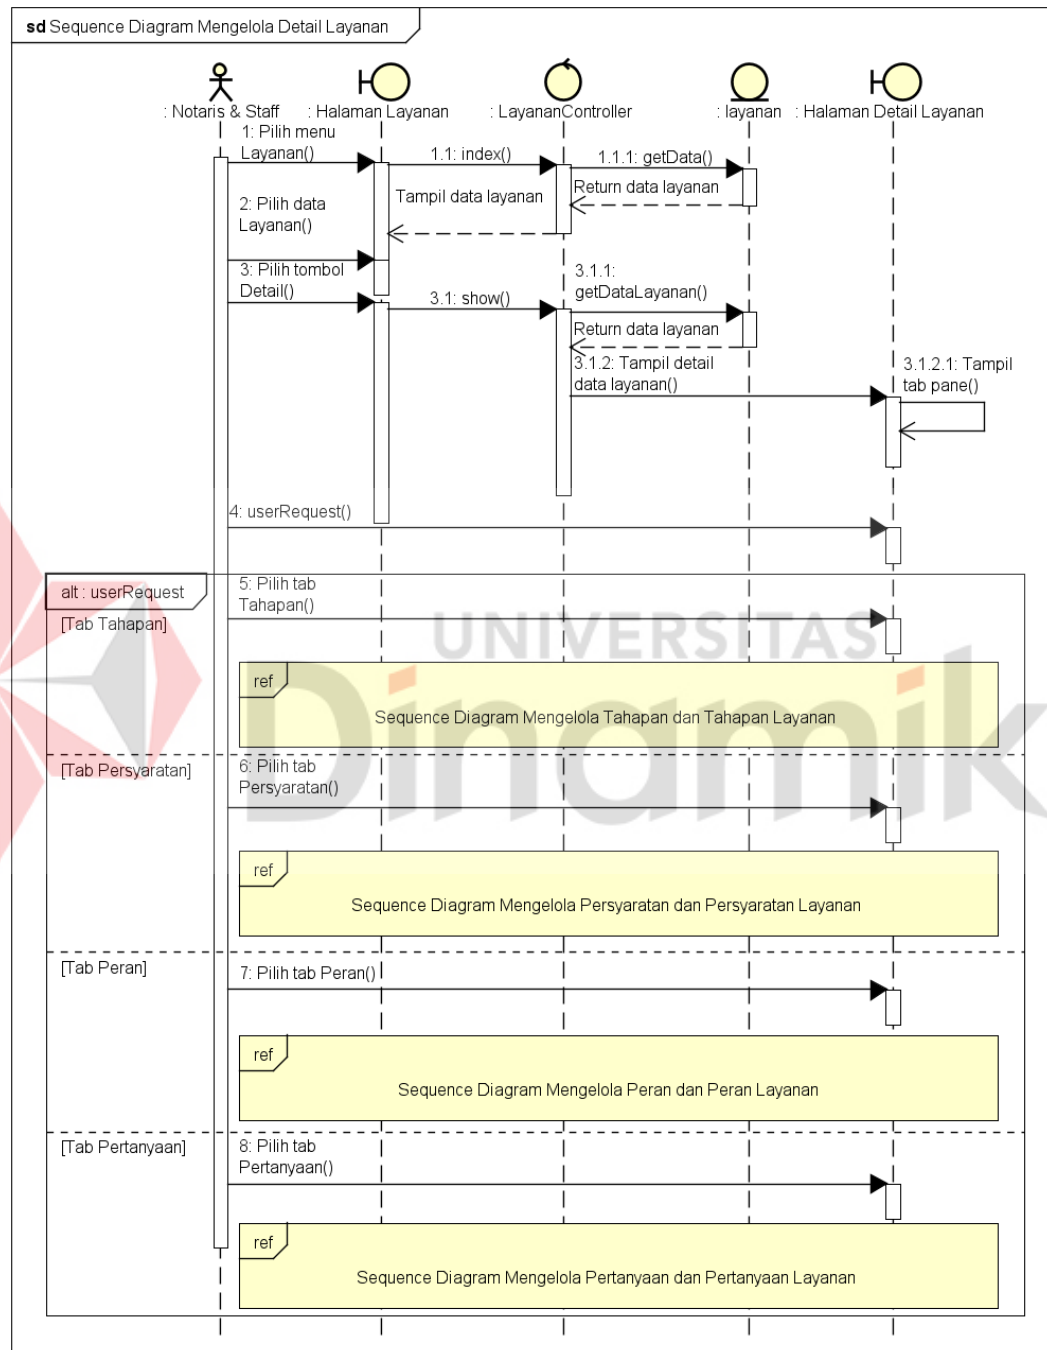 sd Sequence Diagram Mengelola Detail Layanan
: Notaris & Staff
: Halaman Layanan
: LayananController
: layanan
: Halaman Detail Layanan
1: Pilih menu
Layanan()
1.1: index()
1.1.1: getData()
Return data layanan
Tampil data layanan
2: Pilih data
Layanan()
3: Pilih tombol
Detail()
3.1: show()
3.1.1:
getDataLayanan()
Return data layanan
3.1.2: Tampil detail
data layanan()
3.1.2.1: Tampil
tab pane()
4: userRequest()
alt : userRequest
[Tab Tahapan]
5: Pilih tab
Tahapan()
UNIVERSITAS
Dinamika
ref
Sequence Diagram Mengelola Tahapan dan Tahapan Layanan
[Tab Persyaratan]
6: Pilih tab
Persyaratan()
ref
Sequence Diagram Mengelola Persyaratan dan Persyaratan Layanan
[Tab Peran]
7: Pilih tab Peran()
ref
Sequence Diagram Mengelola Peran dan Peran Layanan
[Tab Pertanyaan]
8: Pilih tab
Pertanyaan()
ref
Sequence Diagram Mengelola Pertanyaan dan Pertanyaan Layanan